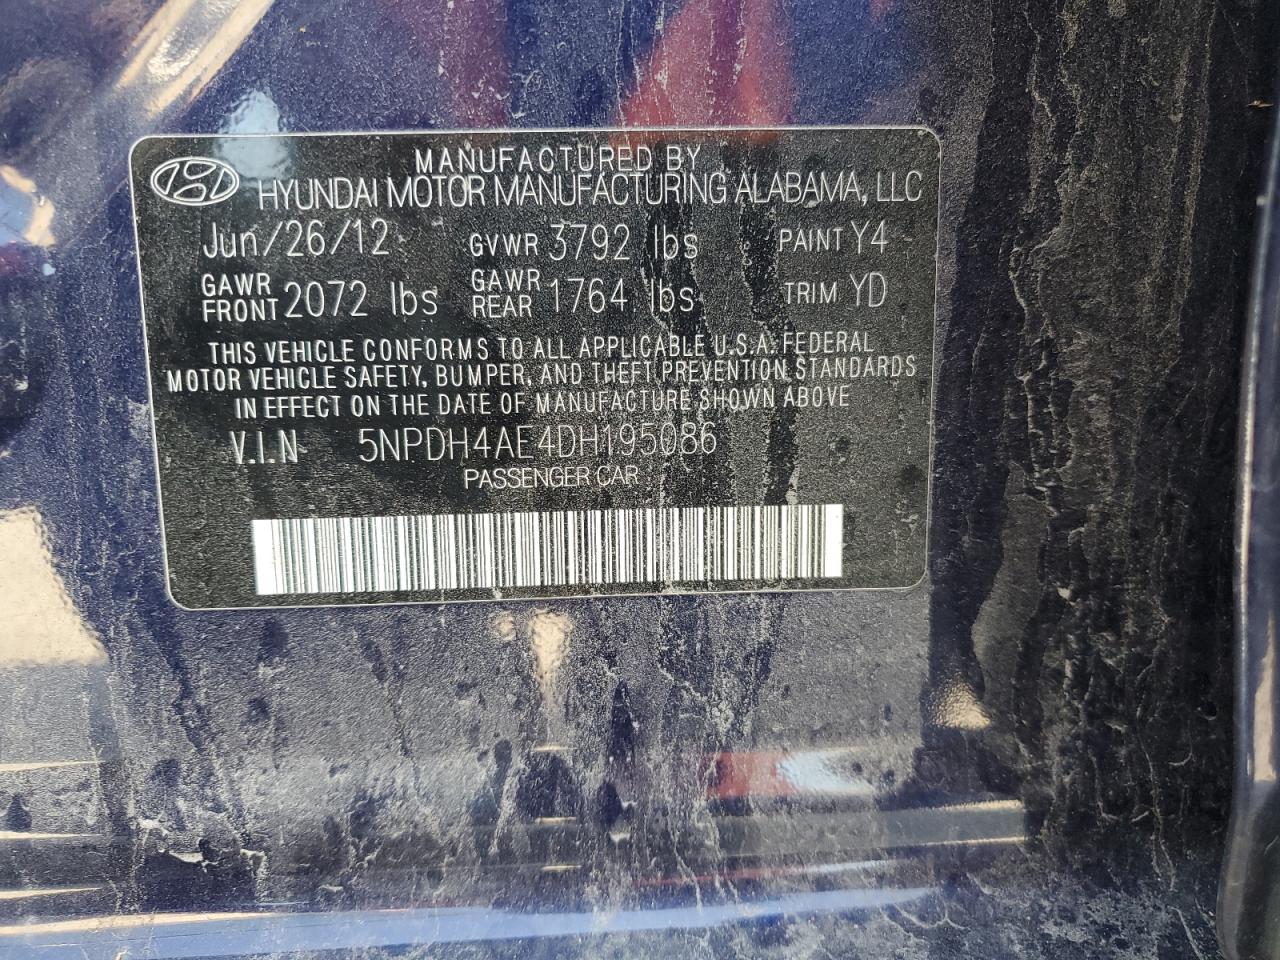 MANUFACTURED BY
HYUNDAI MOTOR MANUFACTURING ALABAMA, LLC
Jun/26/12 GVWR 3792 lbs PAINT Y4
GAWR FRONT 2072 lbs GAWR REAR 1764 lbs TRIM YD
THIS VEHICLE CONFORMS TO ALL APPLICABLE U.S.A. FEDERAL
MOTOR VEHICLE SAFETY, BUMPER, AND THEFT PREVENTION STANDARDS
IN EFFECT ON THE DATE OF MANUFACTURE SHOWN ABOVE
V.I.N 5NPDH4AE4DH195086
PASSENGER CAR